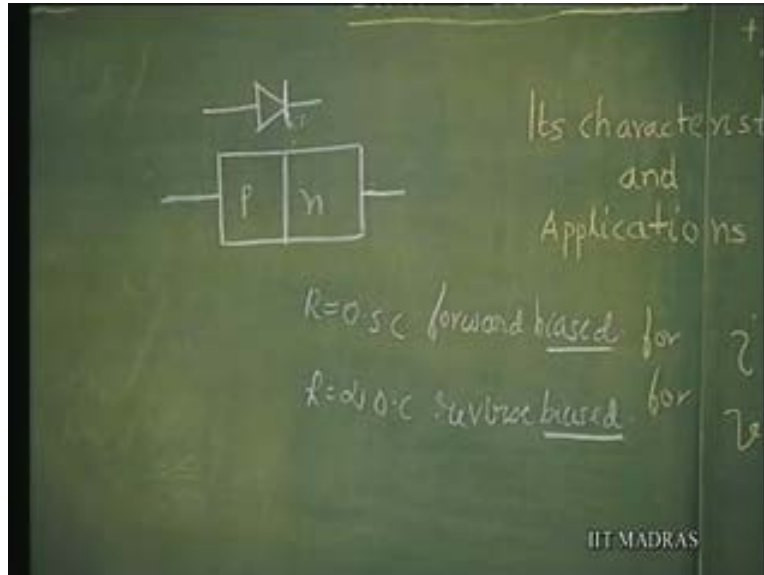 +
Its characterist
and
Applications
p n
R=0 s c forward biased for i
R=∞ o.c reverse biased for v
IIT MADRAS